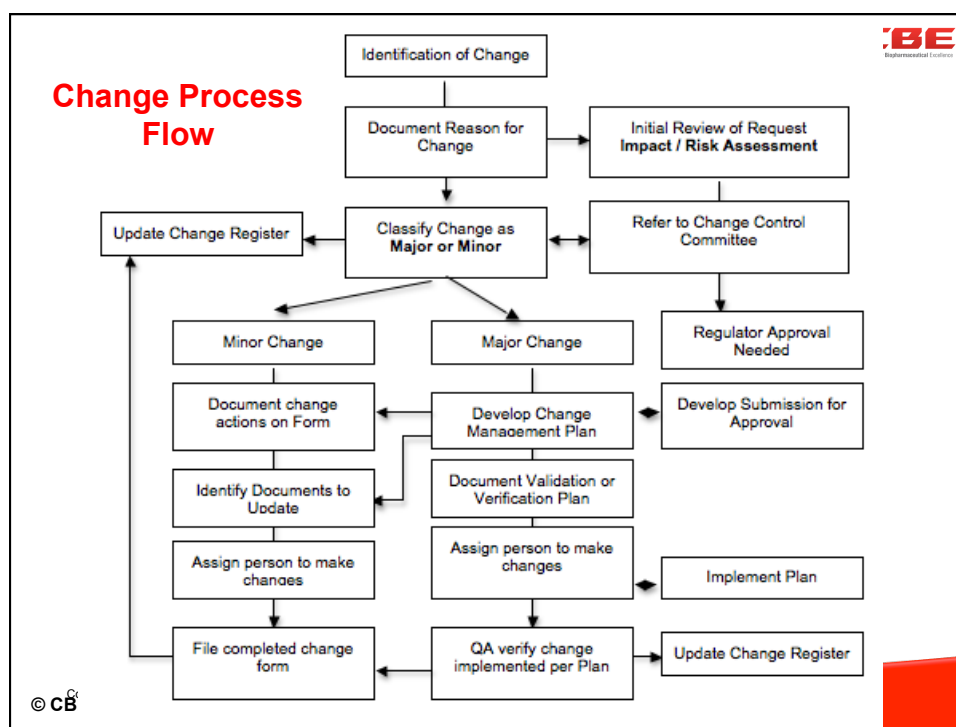 Change Process
Flow
Identification of Change
Document Reason for
Change
Initial Review of Request
Impact / Risk Assessment
Update Change Register
Classify Change as
Major or Minor
Refer to Change Control
Committee
Minor Change
Major Change
Regulator Approval
Needed
Document change
actions on Form
Develop Change
Management Plan
Develop Submission for
Approval
Identify Documents to
Update
Document Validation or
Verification Plan
Assign person to make
changes
Assign person to make
changes
Implement Plan
File completed change
form
QA verify change
implemented per Plan
Update Change Register
BE
Biopharmaceutical Excellence
© CB